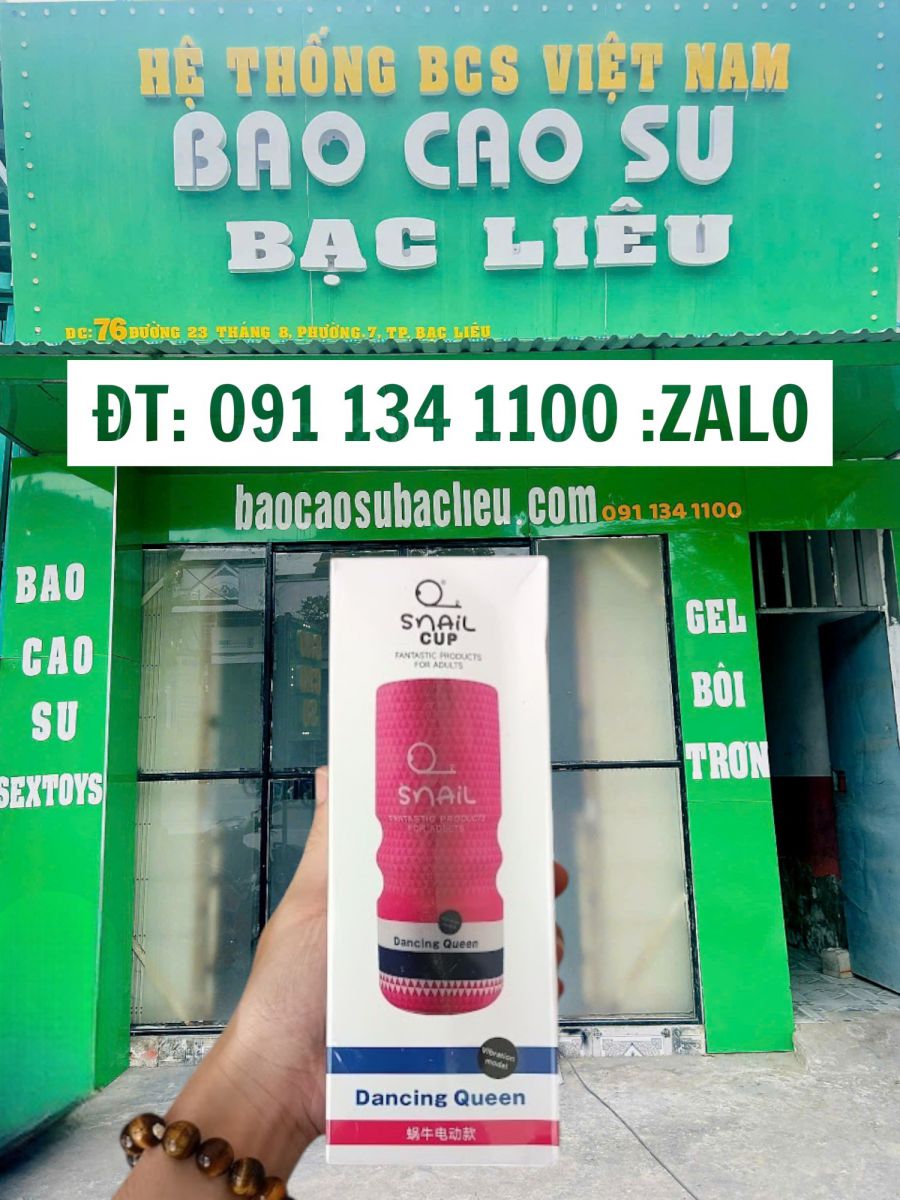 HỆ THỐNG BCS VIỆT NAM
BAO CAO SU
BẠC LIÊU
ĐC: 76 ĐƯỜNG 23 THÁNG 8, PHƯỜNG.7, TP. BẠC LIÊU
ĐT: 091 134 1100 :ZALO
baocaosubaclieu.com 091 134 1100
BAO
CAO
SU
SEXTOYS
GEL
BÔI
TRƠN
SNAIL
CUP
FANTASTIC PRODUCTS
FOR ADULTS
SNAIL
FANTASTIC PRODUCTS
FOR ADULTS
Dancing Queen
Vibration
model
Dancing Queen
蜗牛电动款